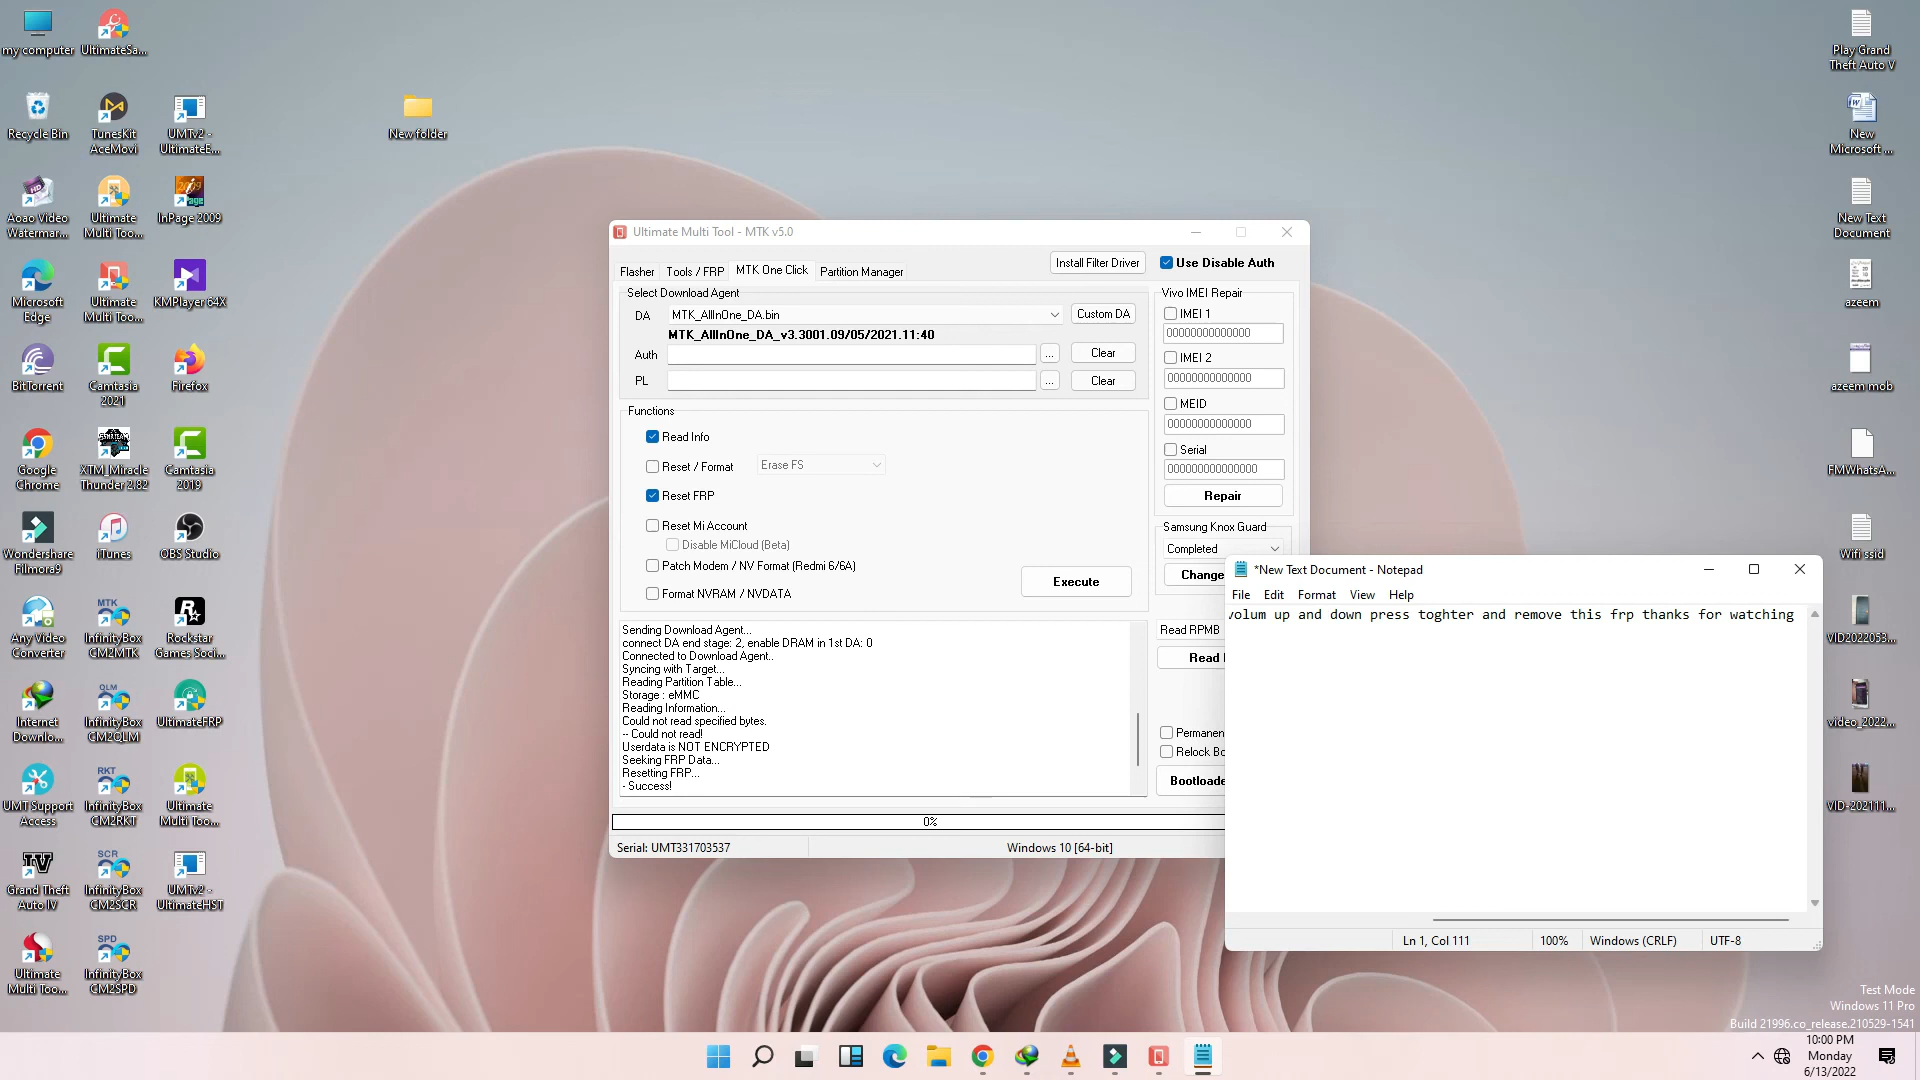 my computer
UltimateSa...
Recycle Bin
TunesKit
AceMovi
UMTv2 -
UltimateE...
Aoao Video
Watermar...
Ultimate
Multi Too...
InPage 2009
Microsoft
Edge
Ultimate
Multi Too...
KMPlayer 64X
BitTorrent
Camtasia
2021
Firefox
Google
Chrome
XTM_Miracle
Thunder 2.82
Camtasia
2019
Wondershare
Filmora9
iTunes
OBS Studio
Any Video
Converter
MTK
InfinityBox
CM2MTK
Rockstar
Games Soci...
Internet
Downlo...
QLM
InfinityBox
CM2QLM
UltimateFRP
UMT Support
Access
RKT
InfinityBox
CM2RKT
Ultimate
Multi Too...
Grand Theft
Auto IV
SCR
InfinityBox
CM2SCR
UMTv2 -
UltimateHST
Ultimate
Multi Too...
SPD
InfinityBox
CM2SPD
New folder
Ultimate Multi Tool - MTK v5.0
Flasher
Tools / FRP
MTK One Click
Partition Manager
Install Filter Driver
Use Disable Auth
Select Download Agent
DA
MTK_AllInOne_DA.bin
Custom DA
MTK_AllInOne_DA_v3.3001.09/05/2021.11:40
Auth
...
Clear
PL
...
Clear
Functions
Read Info
Reset / Format
Erase FS
Reset FRP
Reset Mi Account
Disable MiCloud (Beta)
Patch Modem / NV Format (Redmi 6/6A)
Format NVRAM / NVDATA
Execute
Vivo IMEI Repair
IMEI 1
00000000000000
IMEI 2
00000000000000
MEID
00000000000000
Serial
000000000000000
Repair
Samsung Knox Guard
Completed
Change
Read RPMB
Read
Permanen
Relock Bo
Bootloade
Sending Download Agent...
connect DA end stage: 2, enable DRAM in 1st DA: 0
Connected to Download Agent..
Syncing with Target...
Reading Partition Table...
Storage : eMMC
Reading Information...
Could not read specified bytes.
-- Could not read!
Userdata is NOT ENCRYPTED
Seeking FRP Data...
Resetting FRP...
- Success!
0%
Serial: UMT331703537
Windows 10 [64-bit]
*New Text Document - Notepad
File Edit Format View Help
volum up and down press toghter and remove this frp thanks for watching
Ln 1, Col 111
100%
Windows (CRLF)
UTF-8
Play Grand
Theft Auto V
New
Microsoft ...
New Text
Document
azeem
azeem mob
FMWhatsA...
Wifi ssid
VID2022053...
video_2022...
VID-202111...
Test Mode
Windows 11 Pro
Build 21996.co_release.210529-1541
10:00 PM
Monday
6/13/2022